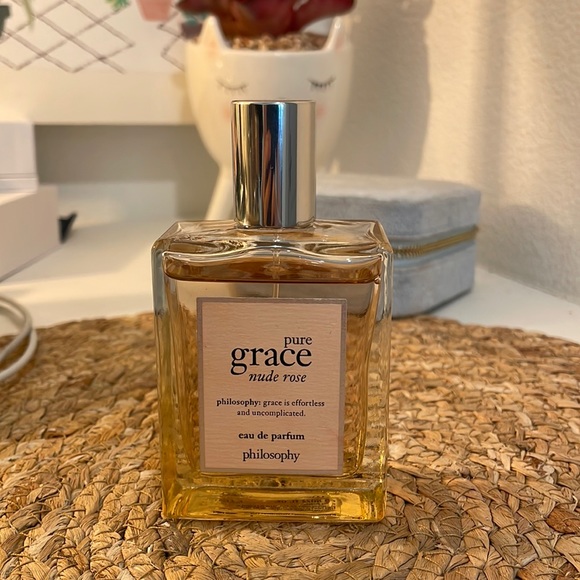 pure
grace
nude rose
philosophy: grace is effortless
and uncomplicated.
eau de parfum
philosophy